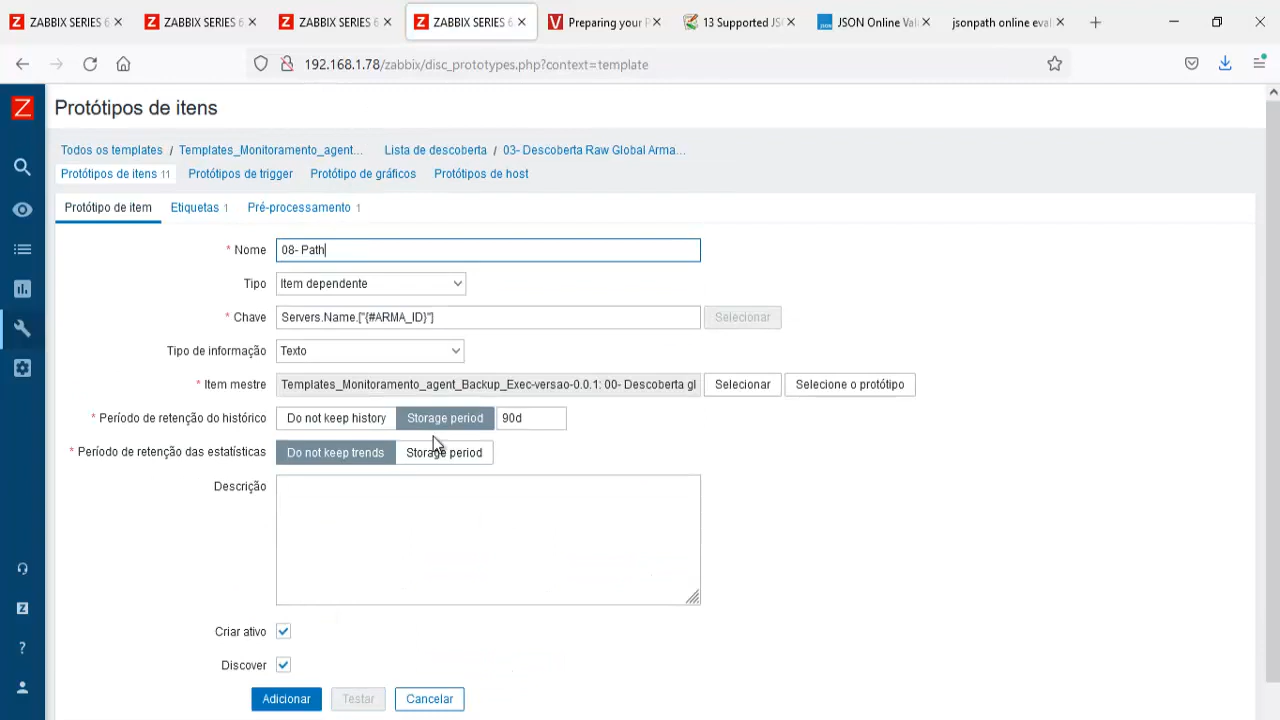 ZABBIX SERIES 6.
ZABBIX SERIES 6.
ZABBIX SERIES 6.
ZABBIX SERIES 6.
Preparing your P
13 Supported JS
JSON Online Vali
jsonpath online eval
192.168.1.78/zabbix/disc_prototypes.php?context=template
Z
Protótipos de itens
Todos os templates / Templates_Monitoramento_agent... Lista de descoberta / 03- Descoberta Raw Global Arma...
Protótipos de itens 11 Protótipos de trigger Protótipo de gráficos Protótipos de host
Protótipo de item Etiquetas 1 Pré-processamento 1
* Nome 08- Path
Tipo Item dependente
* Chave Servers.Name.["{#ARMA_ID}"] Selecionar
Tipo de informação Texto
* Item mestre Templates_Monitoramento_agent_Backup_Exec-versao-0.0.1: 00- Descoberta gl Selecionar Selecione o protótipo
* Período de retenção do histórico Do not keep history Storage period 90d
* Período de retenção das estatísticas Do not keep trends Storage period
Descrição
Criar ativo
Discover
Z
?
Adicionar Testar Cancelar